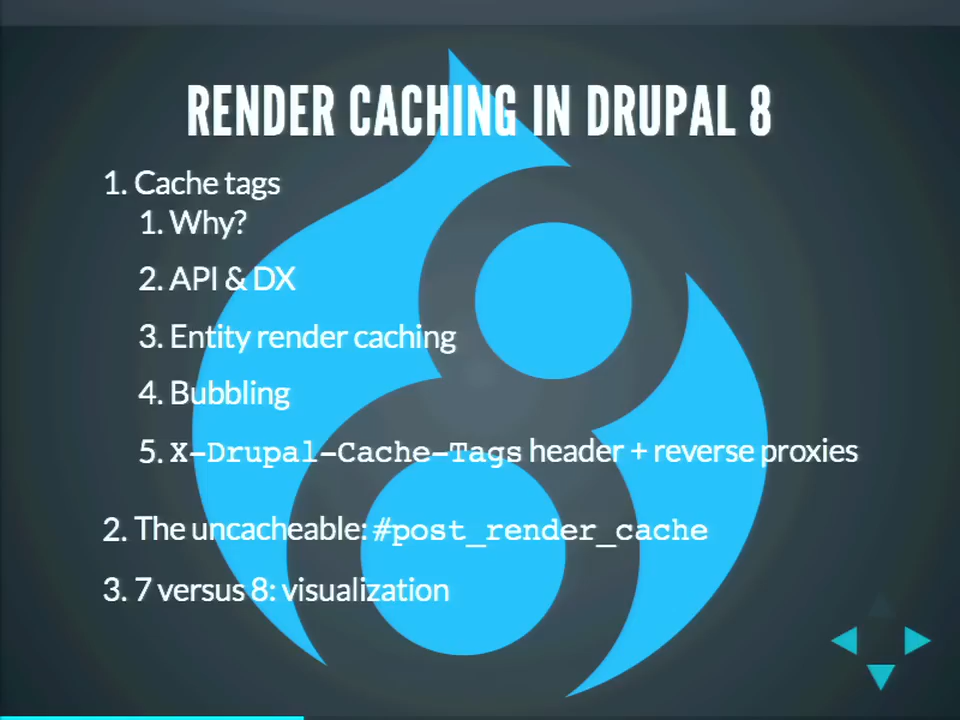 RENDER CACHING IN DRUPAL 8
1. Cache tags
1. Why?
2. API & DX
3. Entity render caching
4. Bubbling
5. X-Drupal-Cache-Tags header + reverse proxies
2. The uncacheable: #post_render_cache
3. 7 versus 8: visualization